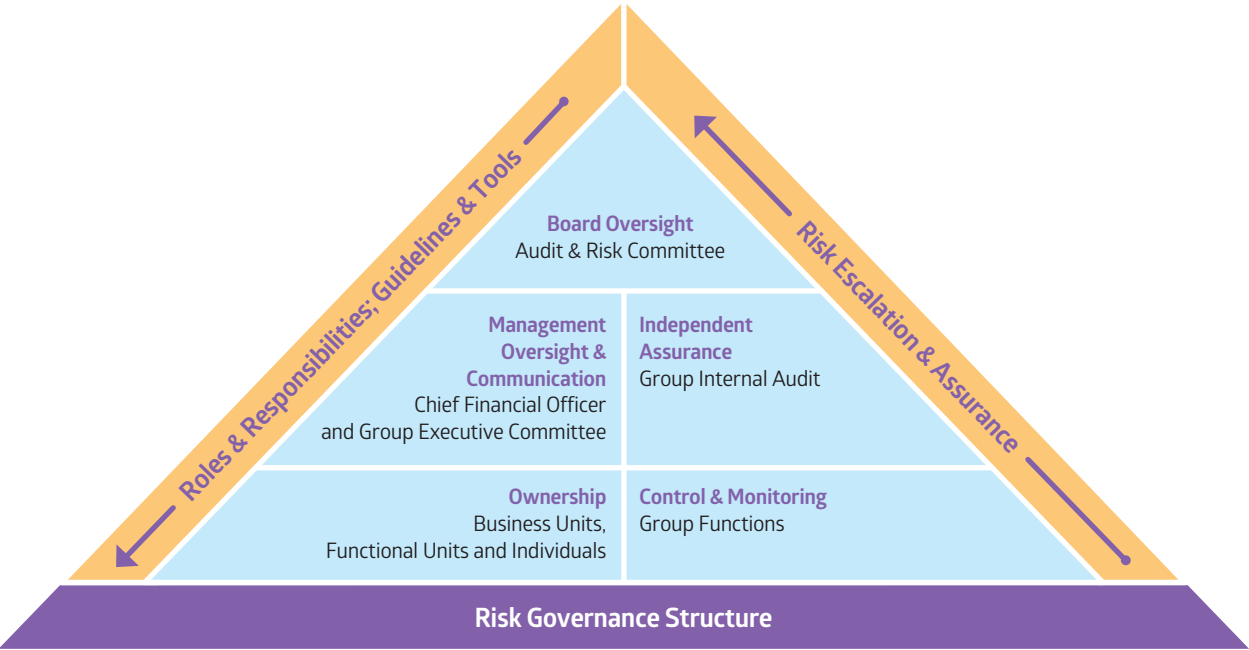 Roles & Responsibilities; Guidelines & Tools
Risk Escalation & Assurance
Board Oversight
Audit & Risk Committee
Management
Oversight &
Communication
Chief Financial Officer
and Group Executive Committee
Independent
Assurance
Group Internal Audit
Ownership
Business Units,
Functional Units and Individuals
Control & Monitoring
Group Functions
Risk Governance Structure